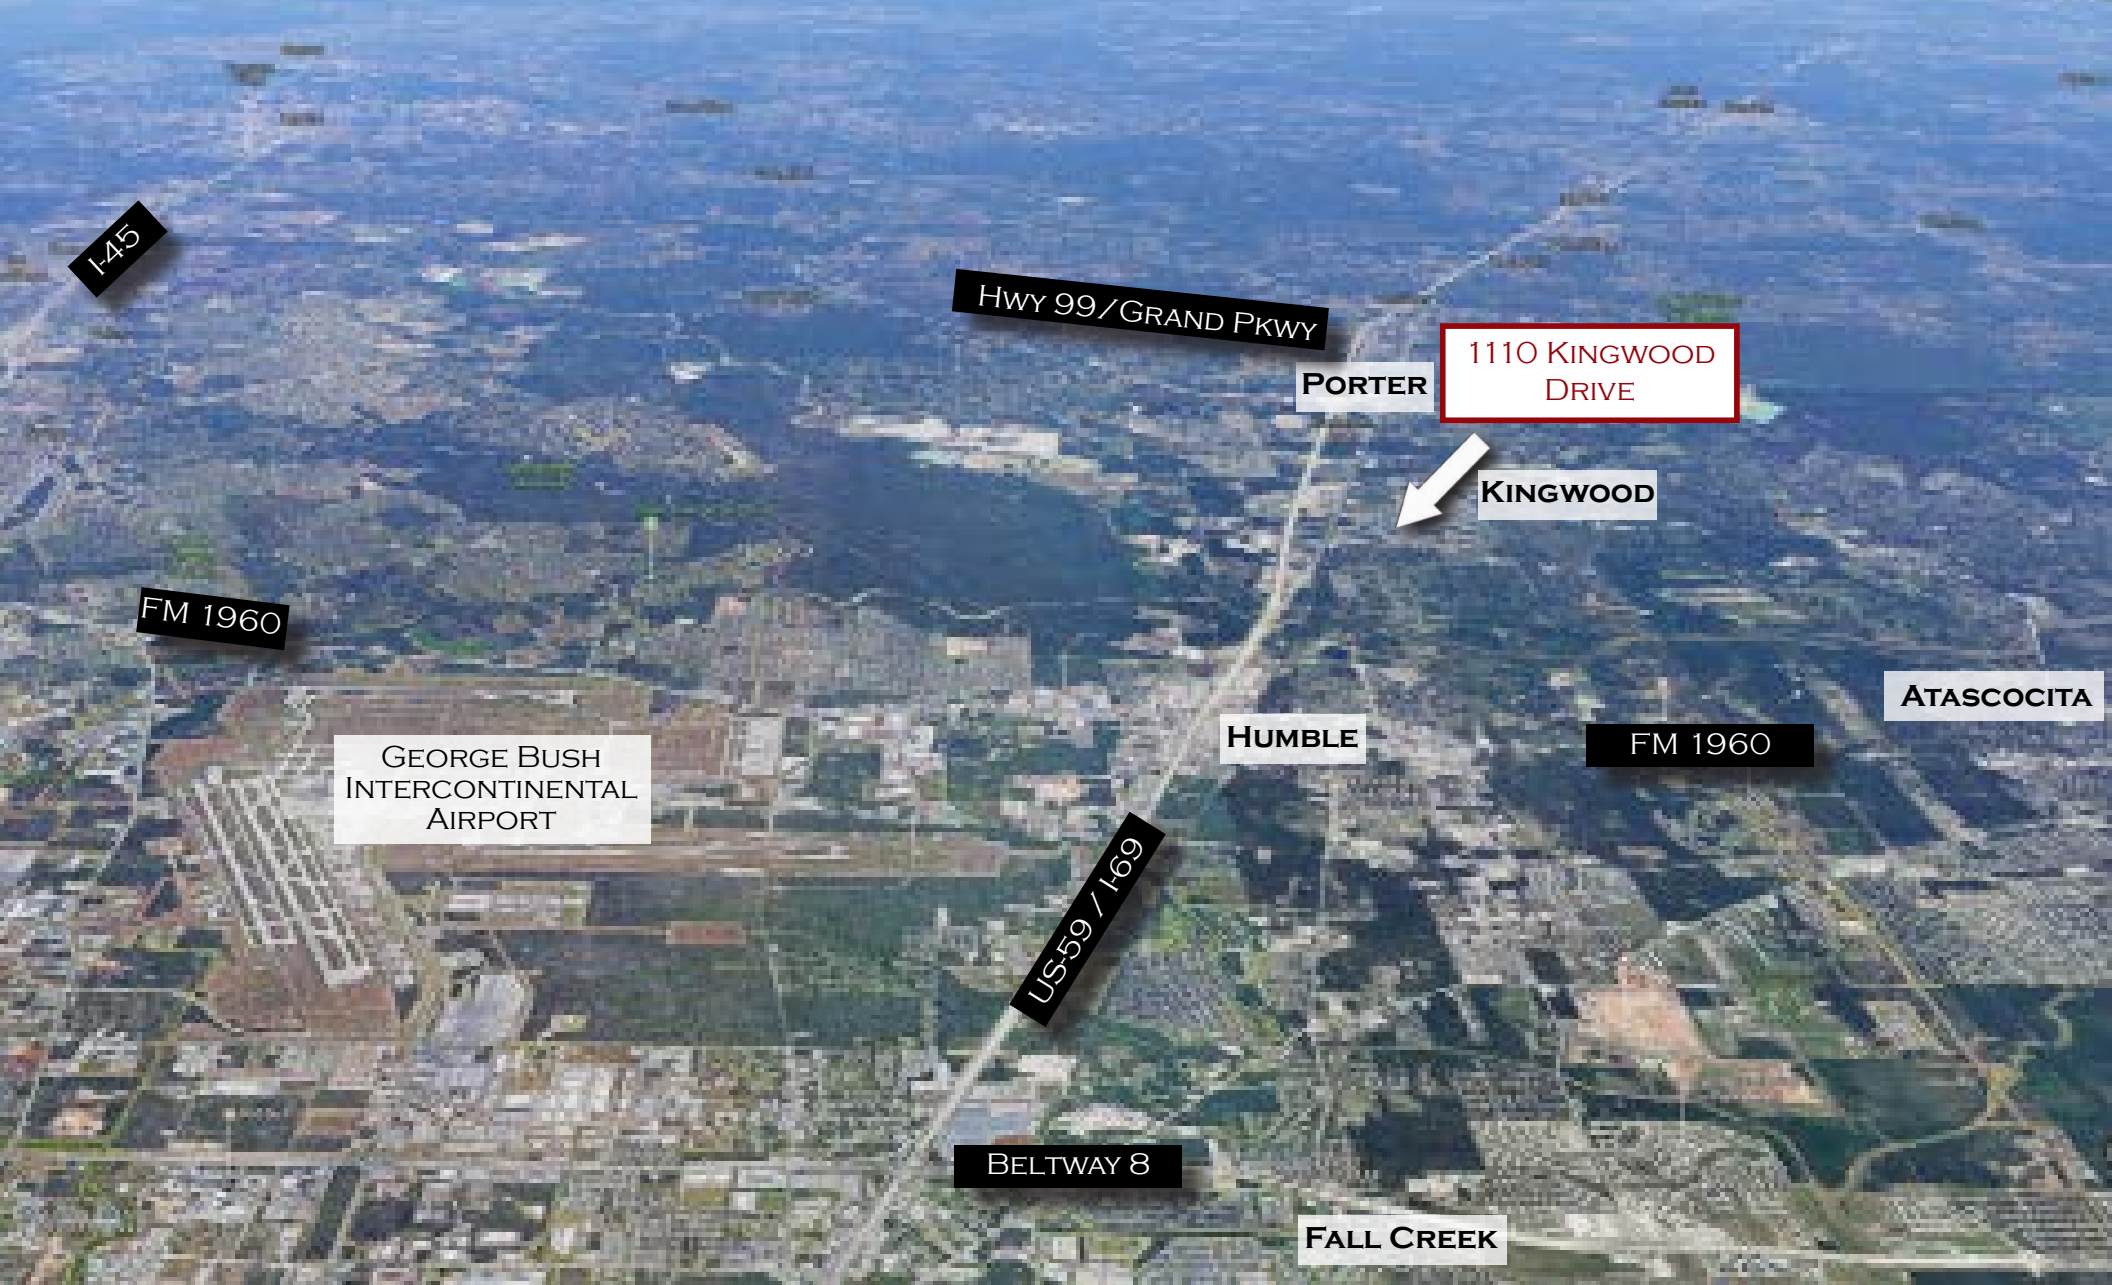 I-45
Hwy 99/Grand Pkwy
1110 Kingwood
Drive
Porter
Kingwood
FM 1960
Atascocita
Humble
FM 1960
George Bush
Intercontinental
Airport
US-59 / I-69
Beltway 8
Fall Creek